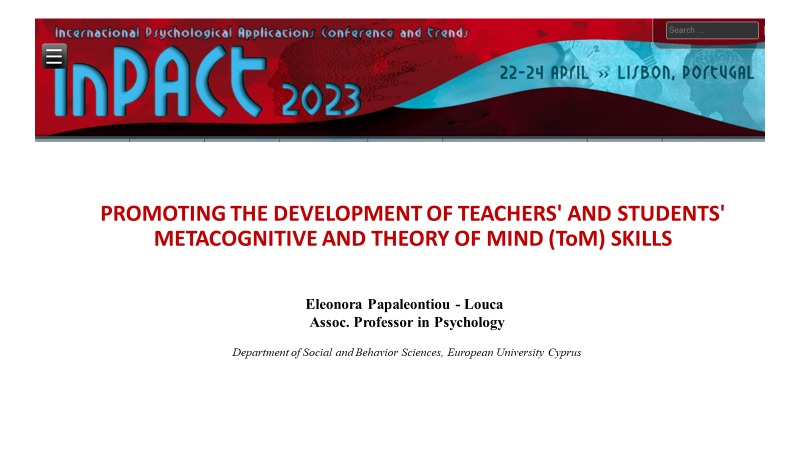 International Psychological Applications Conference and Trends
Search ...
InPACT 2023
22-24 APRIL >> LISBON, PORTUGAL
PROMOTING THE DEVELOPMENT OF TEACHERS' AND STUDENTS'
METACOGNITIVE AND THEORY OF MIND (ToM) SKILLS
Eleonora Papaleontiou - Louca
Assoc. Professor in Psychology
Department of Social and Behavior Sciences, European University Cyprus